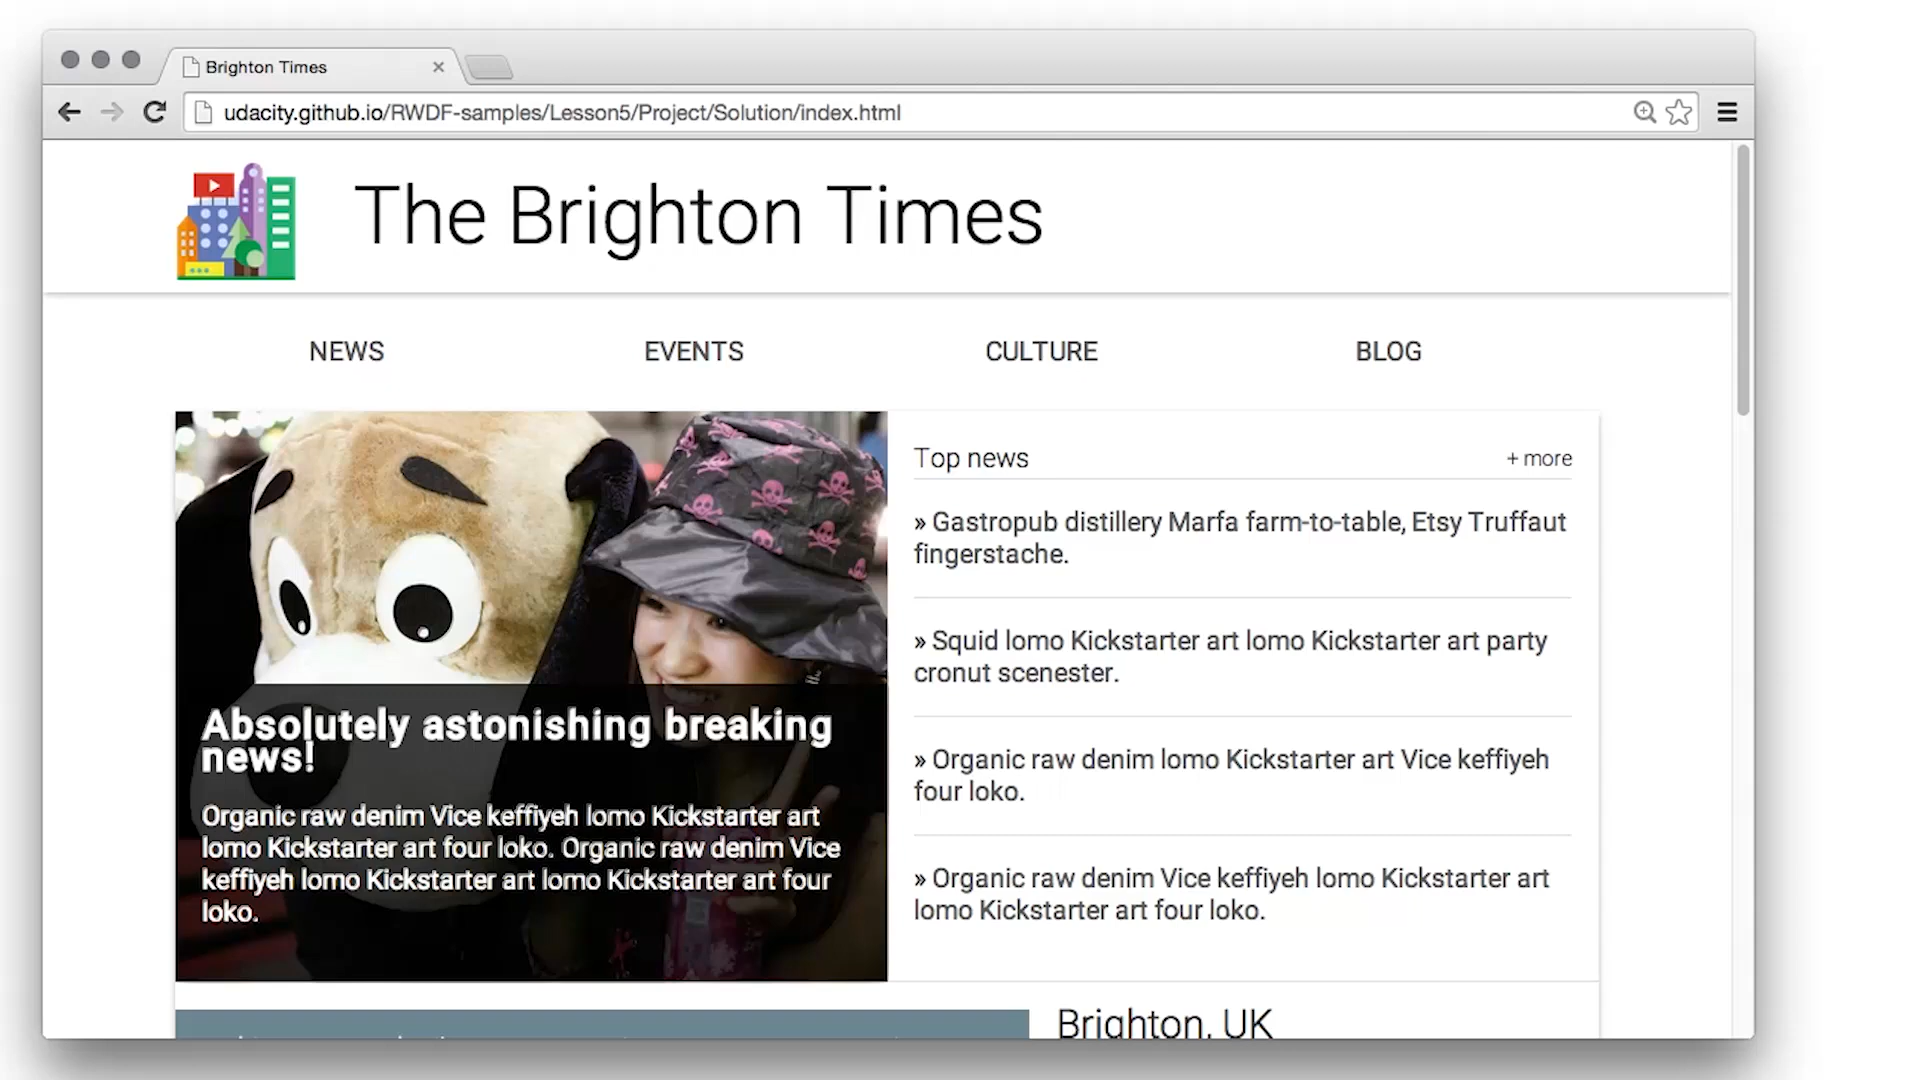 Brighton Times
udacity.github.io/RWDF-samples/Lesson5/Project/Solution/index.html
The Brighton Times
NEWS EVENTS CULTURE BLOG
Absolutely astonishing breaking
news!
Organic raw denim Vice keffiyeh lomo Kickstarter art
lomo Kickstarter art four loko. Organic raw denim Vice
keffiyeh lomo Kickstarter art lomo Kickstarter art four
loko.
Top news + more
» Gastropub distillery Marfa farm-to-table, Etsy Truffaut
fingerstache.
» Squid lomo Kickstarter art lomo Kickstarter art party
cronut scenester.
» Organic raw denim lomo Kickstarter art Vice keffiyeh
four loko.
» Organic raw denim Vice keffiyeh lomo Kickstarter art
lomo Kickstarter art four loko.
Brighton, UK